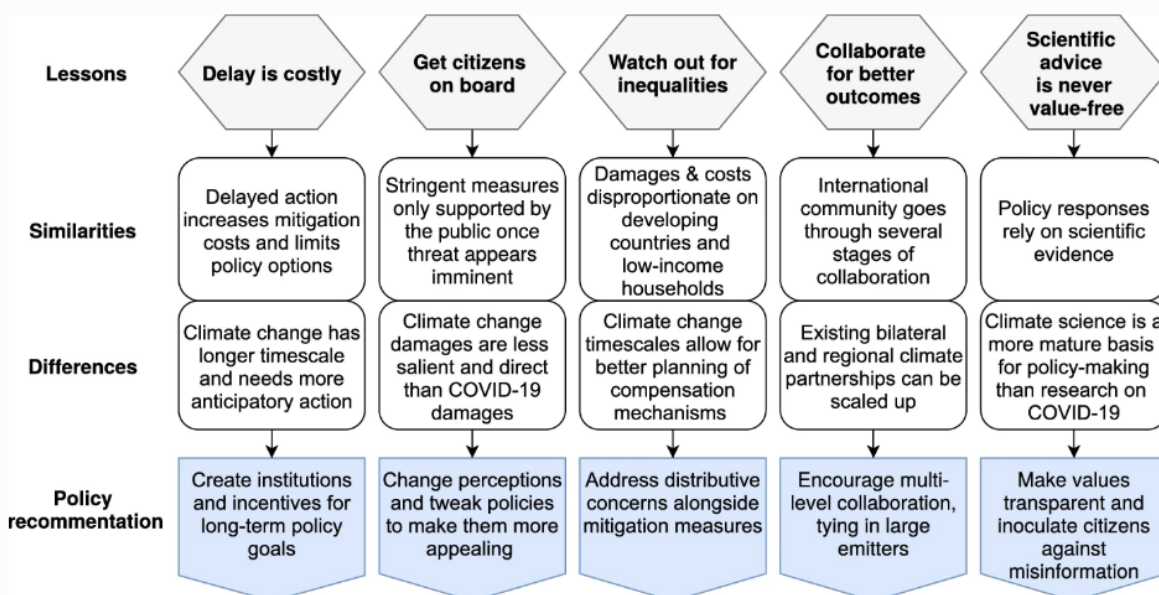 Lessons
Delay is costly
Get citizens
on board
Watch out for
inequalities
Collaborate
for better
outcomes
Scientific
advice
is never
value-free
Similarities
Delayed action
increases mitigation
costs and limits
policy options
Stringent measures
only supported by
the public once
threat appears
imminent
Damages & costs
disproportionate on
developing
countries and
low-income
households
International
community goes
through several
stages of
collaboration
Policy responses
rely on scientific
evidence
Differences
Climate change has
longer timescale
and needs more
anticipatory action
Climate change
damages are less
salient and direct
than COVID-19
damages
Climate change
timescales allow for
better planning of
compensation
mechanisms
Existing bilateral
and regional climate
partnerships can be
scaled up
Climate science is a
more mature basis
for policy-making
than research on
COVID-19
Policy
recommendation
Create institutions
and incentives for
long-term policy
goals
Change perceptions
and tweak policies
to make them more
appealing
Address distributive
concerns alongside
mitigation measures
Encourage multi-
level collaboration,
tying in large
emitters
Make values
transparent and
inoculate citizens
against
misinformation